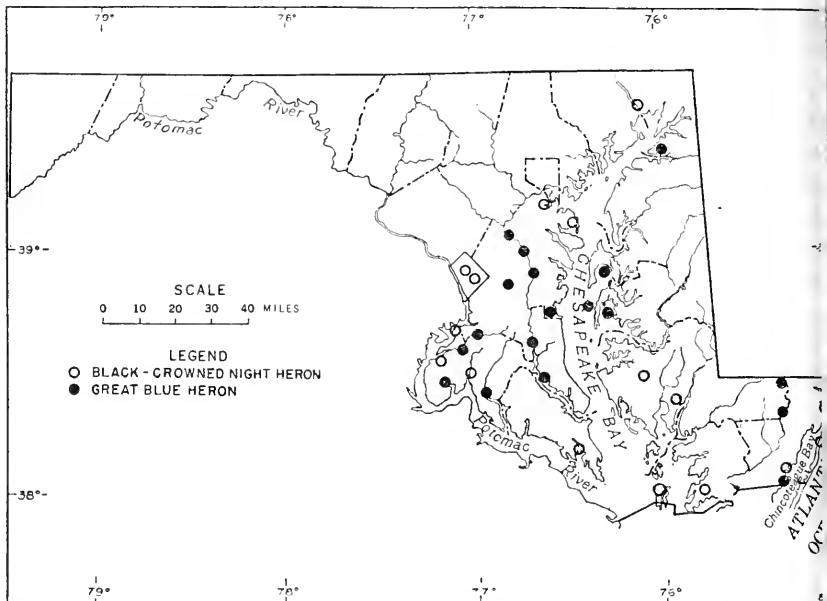 79° 78° 77° 76°
Potomac River
39°
CHESAPEAKE BAY
SCALE
0 10 20 30 40 MILES
LEGEND
BLACK-CROWNED NIGHT HERON
GREAT BLUE HERON
Potomac River
Chincoteague Bay
38°
79° 78° 77° 76°